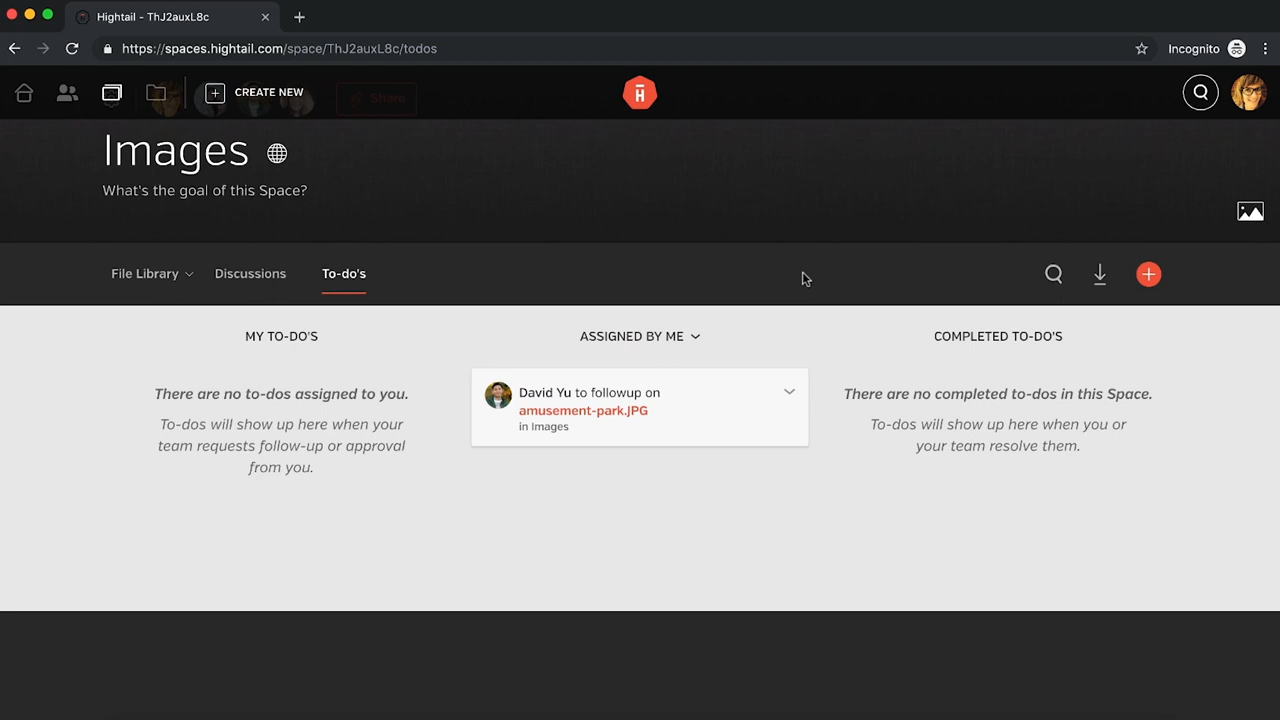 Hightail - ThJ2auxL8c
https://spaces.hightail.com/space/ThJ2auxL8c/todos
Incognito
CREATE NEW
Share
H
Images
What's the goal of this Space?
File Library
Discussions
To-do's
MY TO-DO'S
There are no to-dos assigned to you.
To-dos will show up here when your
team requests follow-up or approval
from you.
ASSIGNED BY ME
David Yu to followup on
amusement-park.JPG
in Images
COMPLETED TO-DO'S
There are no completed to-dos in this Space.
To-dos will show up here when you or
your team resolve them.